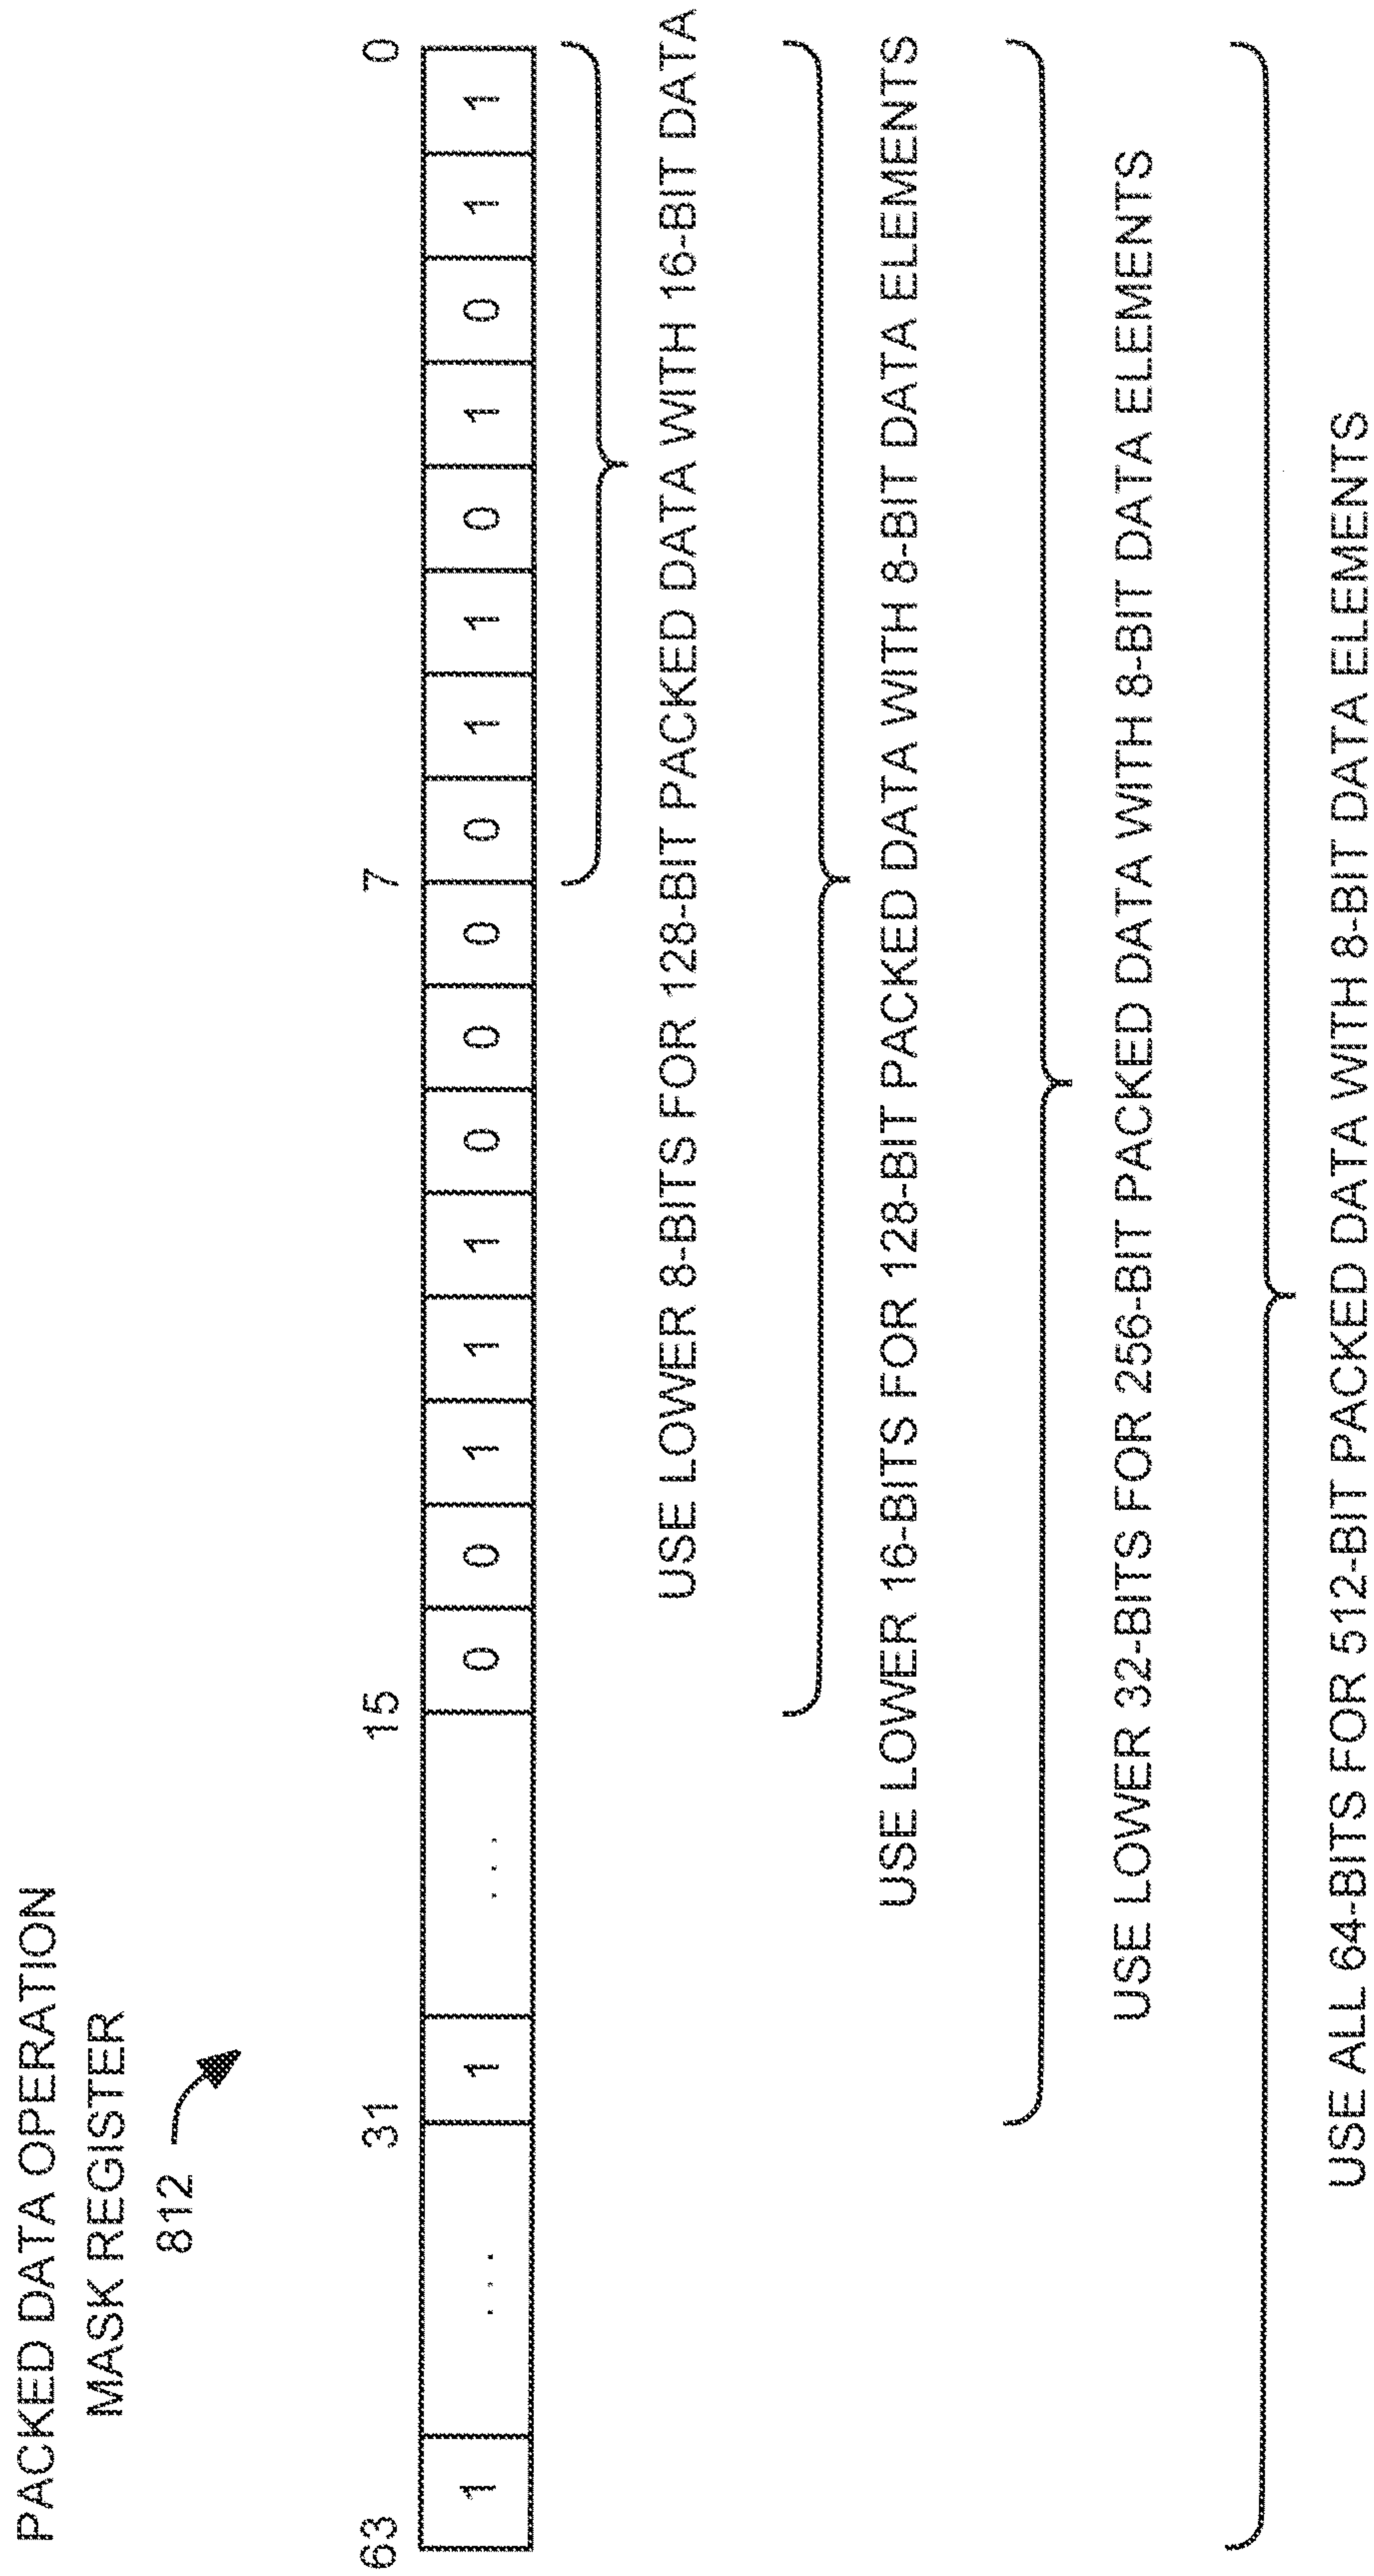 PACKED DATA OPERATION
MASK REGISTER
812
63 31 15 7 0
1 ... 1 ... 0 0 1 1 1 0 0 0 0 1 1 0 1 0 1 1
USE LOWER 8-BITS FOR 128-BIT PACKED DATA WITH 16-BIT DATA
USE LOWER 16-BITS FOR 128-BIT PACKED DATA WITH 8-BIT DATA ELEMENTS
USE LOWER 32-BITS FOR 256-BIT PACKED DATA WITH 8-BIT DATA ELEMENTS
USE ALL 64-BITS FOR 512-BIT PACKED DATA WITH 8-BIT DATA ELEMENTS